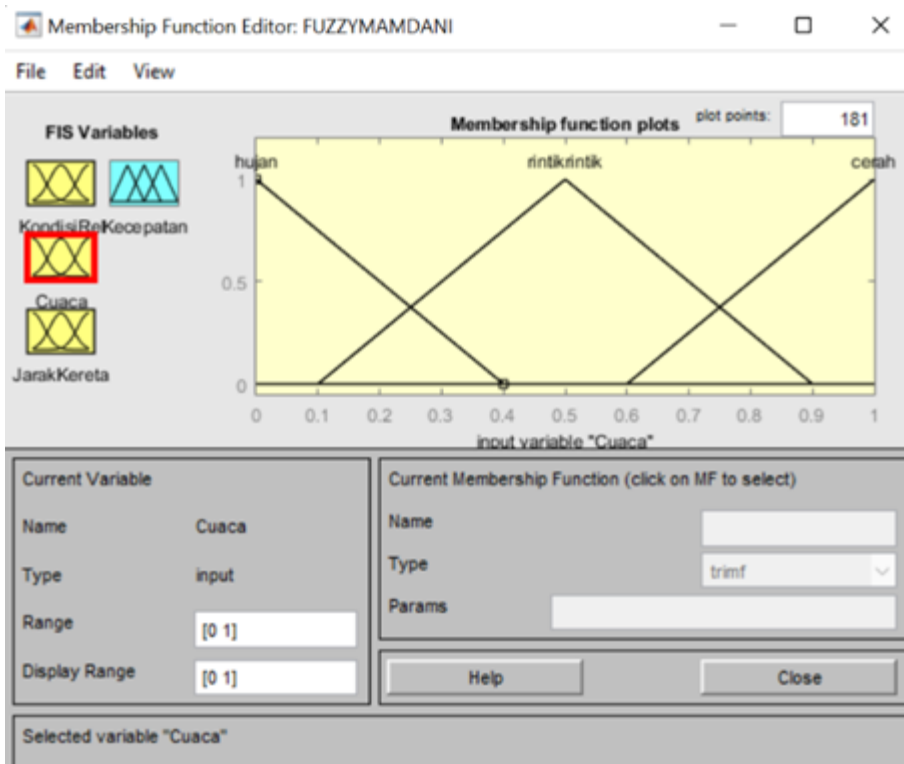 Membership Function Editor: FUZZYMAMDANI
File Edit View
FIS Variables
Membership function plots
plot points: 181
hujan rintikrintik cerah
KondisiRel Kecepatan
Cuaca
JarakKereta
1
0.5
0
0 0.1 0.2 0.3 0.4 0.5 0.6 0.7 0.8 0.9 1
input variable "Cuaca"
Current Variable
Name Cuaca
Type input
Range [0 1]
Display Range [0 1]
Current Membership Function (click on MF to select)
Name
Type trimf
Params
Help Close
Selected variable "Cuaca"